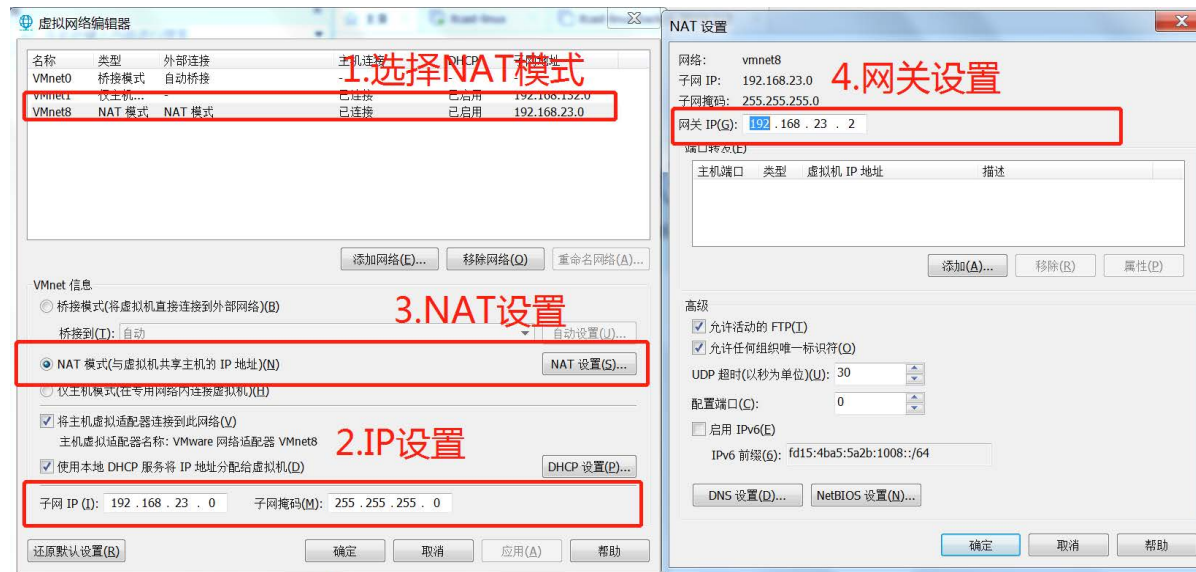 虚拟网络编辑器
名称 类型 外部连接 主机连接 DHCP
1.选择NAT模式
VMnet0 桥接模式 自动桥接 - - -
VMnet1 仅主机... - 已连接 已启用 192.168.132.0
VMnet8 NAT 模式 NAT 模式 已连接 已启用 192.168.23.0
添加网络(E)... 移除网络(O) 重命名网络(A)...
VMnet 信息
桥接模式(将虚拟机直接连接到外部网络)(B)
3.NAT设置
桥接到(T): 自动 自动设置(U)...
NAT 模式(与虚拟机共享主机的 IP 地址)(N) NAT 设置(S)...
仅主机模式(在专用网络内连接虚拟机)(H)
将主机虚拟适配器连接到此网络(V)
主机虚拟适配器名称: VMware 网络适配器 VMnet8
2.IP设置
使用本地 DHCP 服务将 IP 地址分配给虚拟机(D) DHCP 设置(P)...
子网 IP (I): 192 . 168 . 23 . 0 子网掩码(M): 255 . 255 . 255 . 0
还原默认设置(R) 确定 取消 应用(A) 帮助
NAT 设置
网络: vmnet8
子网 IP: 192.168.23.0
4.网关设置
子网掩码: 255.255.255.0
网关 IP(G): 192 . 168 . 23 . 2
端口转发(F)
主机端口 类型 虚拟机 IP 地址 描述
添加(A)... 移除(R) 属性(P)
高级
允许活动的 FTP(T)
允许任何组织唯一标识符(O)
UDP 超时(以秒为单位)(U): 30
配置端口(C): 0
启用 IPv6(E)
IPv6 前缀(6): fd15:4ba5:5a2b:1008::/64
DNS 设置(D)... NetBIOS 设置(N)...
确定 取消 帮助